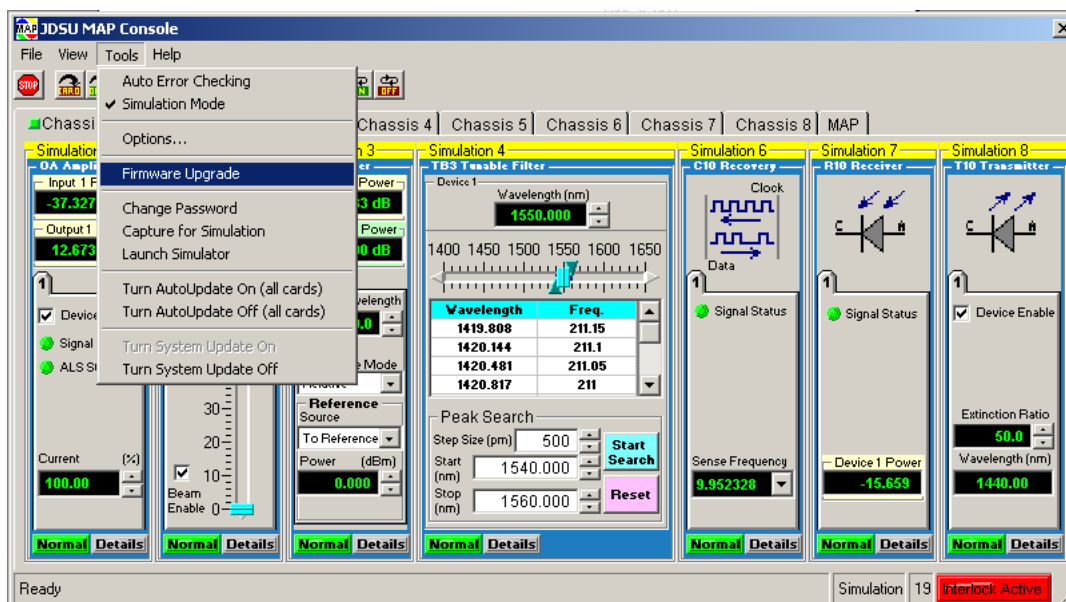 JDSU MAP Console
File View Tools Help
STOP
OFF
Auto Error Checking
Simulation Mode
Options...
Firmware Upgrade
Change Password
Capture for Simulation
Launch Simulator
Turn AutoUpdate On (all cards)
Turn AutoUpdate Off (all cards)
Turn System Update On
Turn System Update Off
Chassis 4 Chassis 5 Chassis 6 Chassis 7 Chassis 8 MAP
Simulation 4
TB3 Tunable Filter
Device 1
Wavelength (nm)
1550.000
1400 1450 1500 1550 1600 1650
Wavelength Freq.
1419.808 211.15
1420.144 211.1
1420.481 211.05
1420.817 211
Peak Search
Step Size (pm) 500
Start (nm) 1540.000
Stop (nm) 1560.000
Start Search
Reset
Normal Details
Simulation 6
C10 Recovery
Clock
Data
1
Signal Status
Sense Frequency
9.952328
Normal Details
Simulation 7
R10 Receiver
C A
1
Signal Status
Device 1 Power
-15.659
Normal Details
Simulation 8
T10 Transmitter
C A
1
Device Enable
Extinction Ratio
50.0
Wavelength (nm)
1440.00
Normal Details
Simulation
OA Ampli
Input 1
-37.327
Output 1
12.673
1
Device
Signal
ALS
Current (%)
100.00
Normal Details
30
20
10
0
Beam
Enable
Normal Details
3
Power
dB
Power
dB
Mode
Reference
Source
To Reference
Power (dBm)
0.000
Normal Details
Ready
Simulation 19 Interlock Active